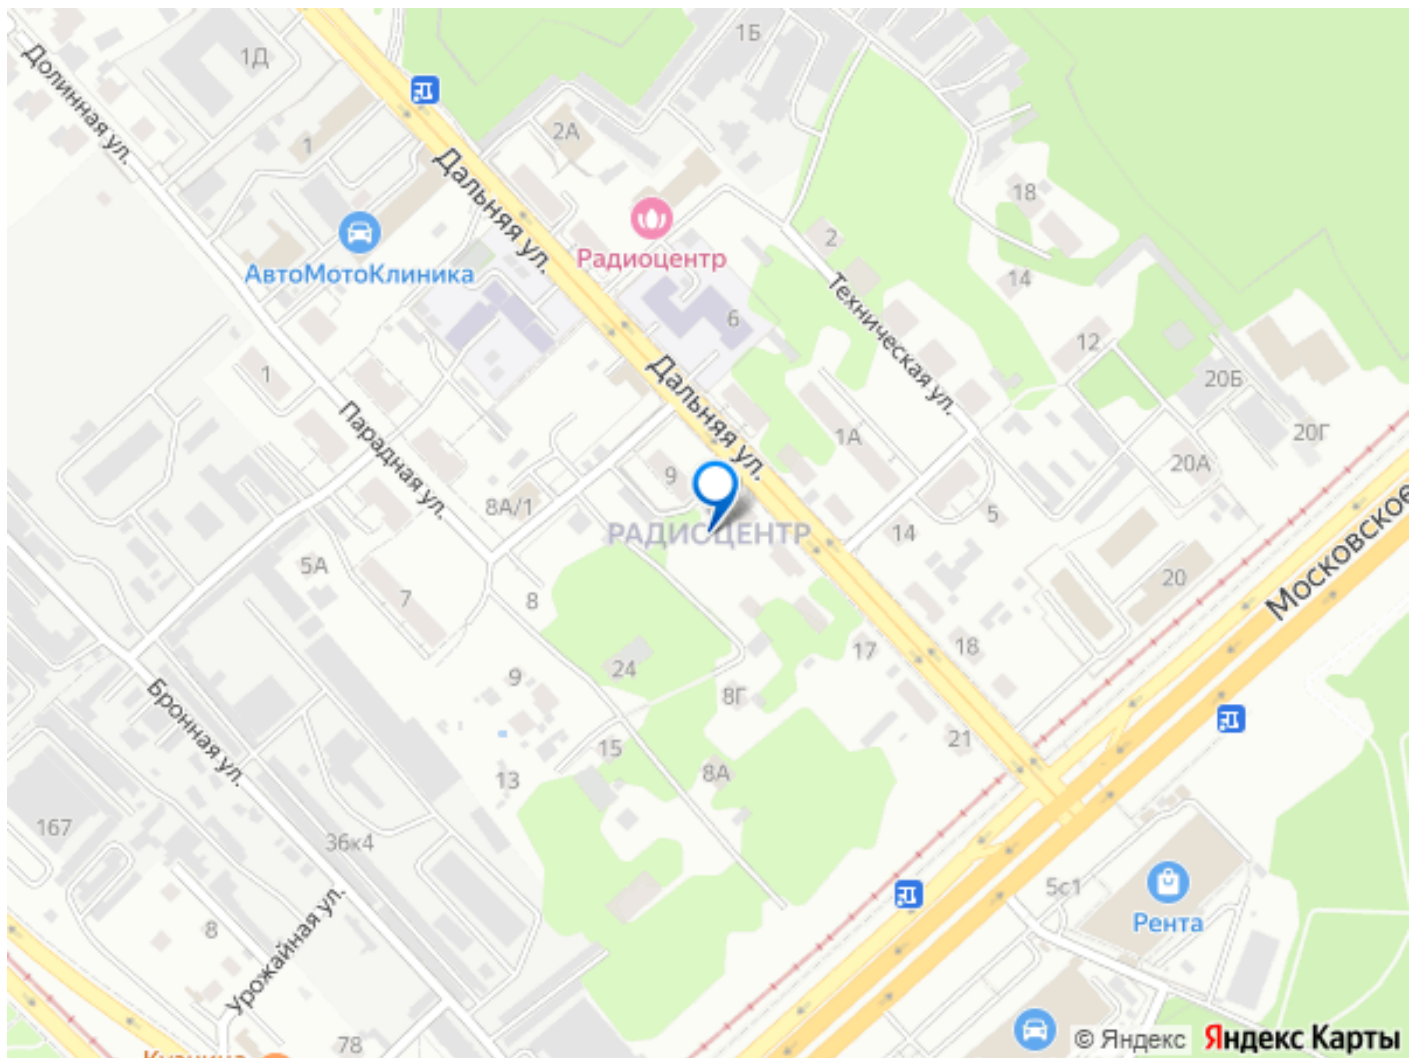 1Б
Долинная ул.
1Д
2А
1
Дальняя ул.
18
АвтоМотоКлиника
Радиоцентр
2
14
6
Техническая ул.
12
1
Дальняя ул.
20Б
Парадная ул.
1А
20Г
9
20А
8А/1
5
РАДИОЦЕНТР
14
Московское
5А
7
8
20
17
18
24
9
8Г
Бронная ул.
15
21
13
8А
167
36к4
5с1
Рента
8
Урожайная ул.
78
Кузница
© Яндекс
Яндекс Карты